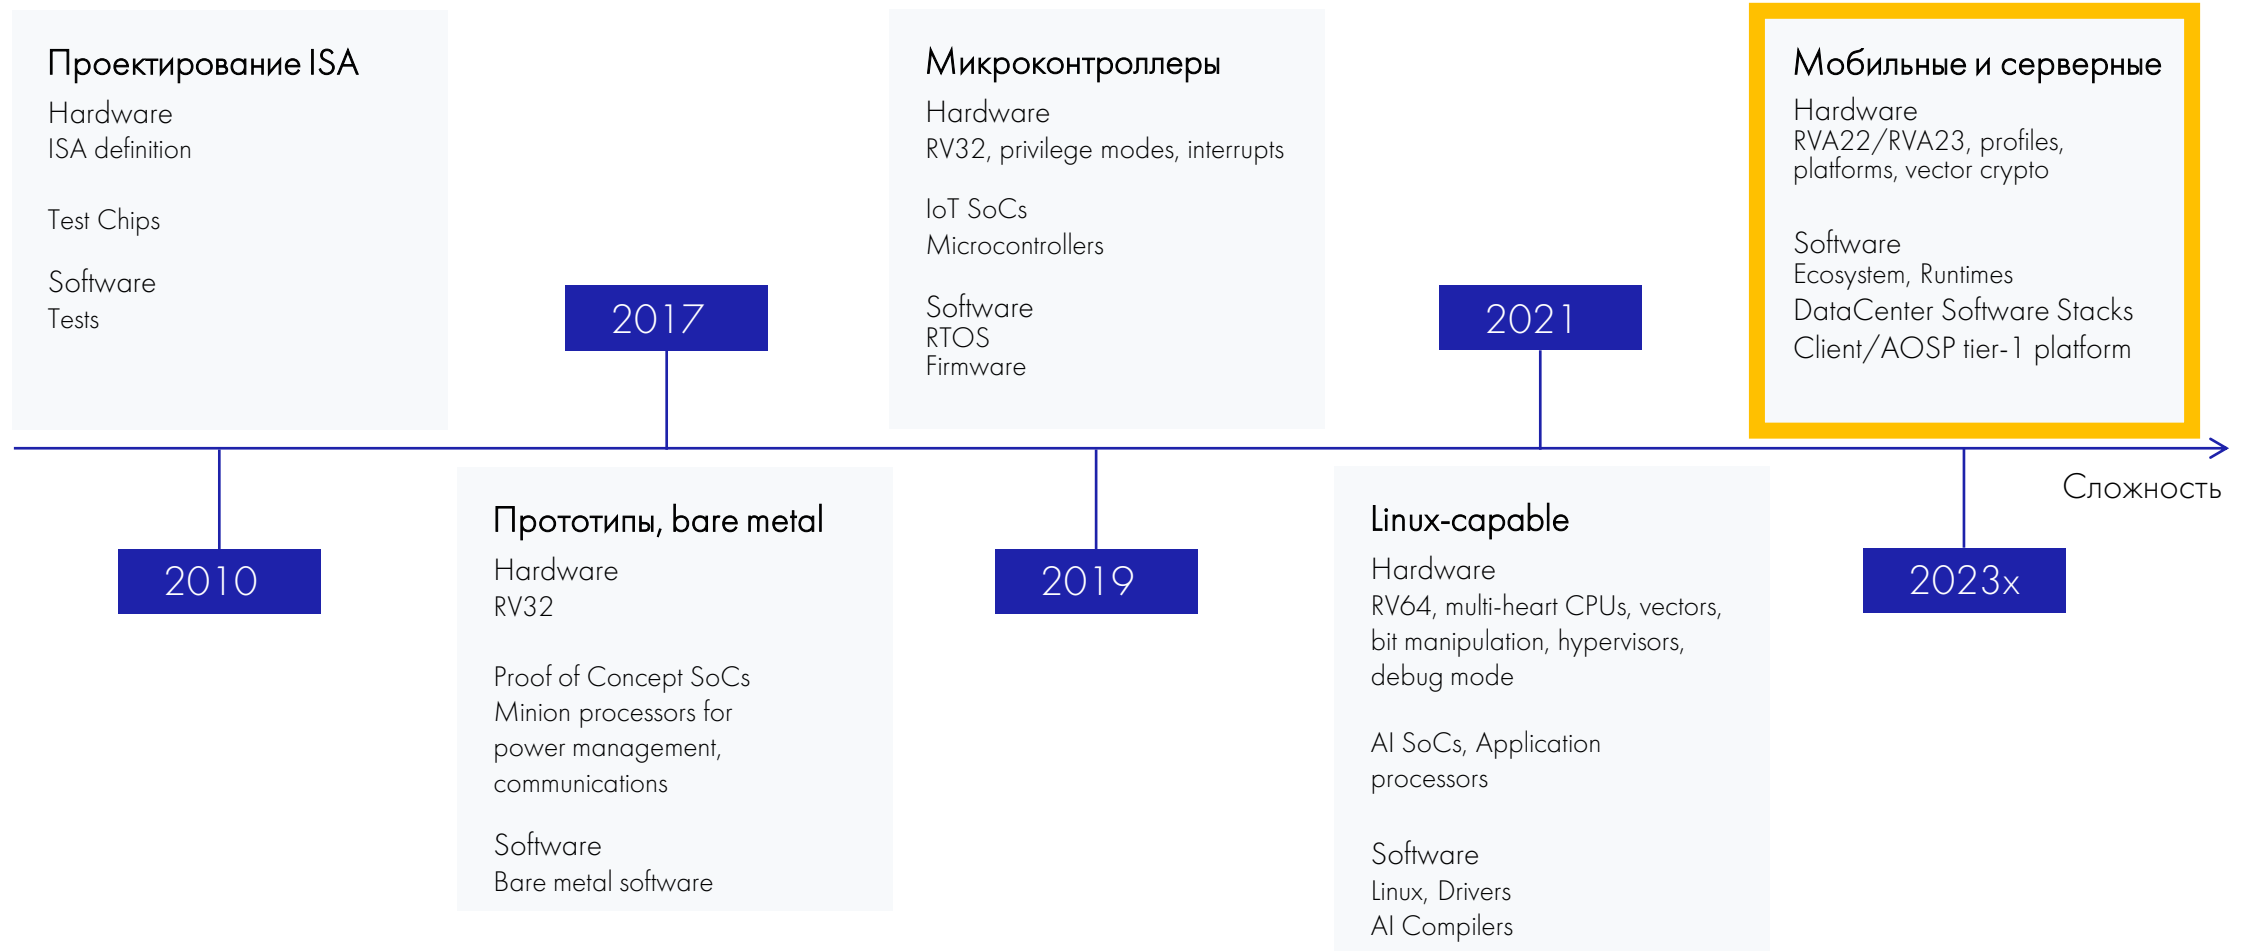 Проектирование ISA
Hardware
ISA definition
Test Chips
Software
Tests
2010
2017
Прототипы, bare metal
Hardware
RV32
Proof of Concept SoCs
Minion processors for
power management,
communications
Software
Bare metal software
Микроконтроллеры
Hardware
RV32, privilege modes, interrupts
IoT SoCs
Microcontrollers
Software
RTOS
Firmware
2019
2021
Linux-capable
Hardware
RV64, multi-heart CPUs, vectors,
bit manipulation, hypervisors,
debug mode
AI SoCs, Application
processors
Software
Linux, Drivers
AI Compilers
Мобильные и серверные
Hardware
RVA22/RVA23, profiles,
platforms, vector crypto
Software
Ecosystem, Runtimes
DataCenter Software Stacks
Client/AOSP tier-1 platform
Сложность
2023x